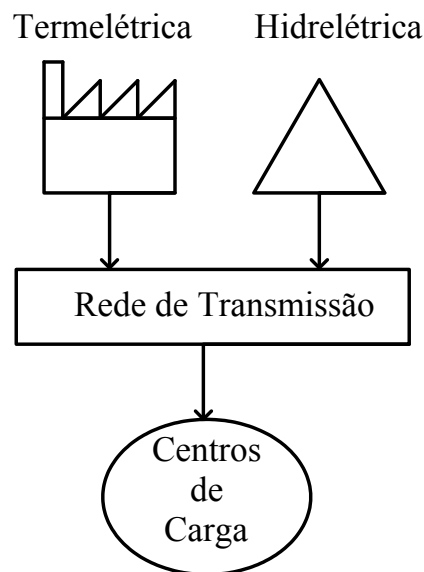 Termelétrica
Hidrelétrica
Rede de Transmissão
Centros
de
Carga